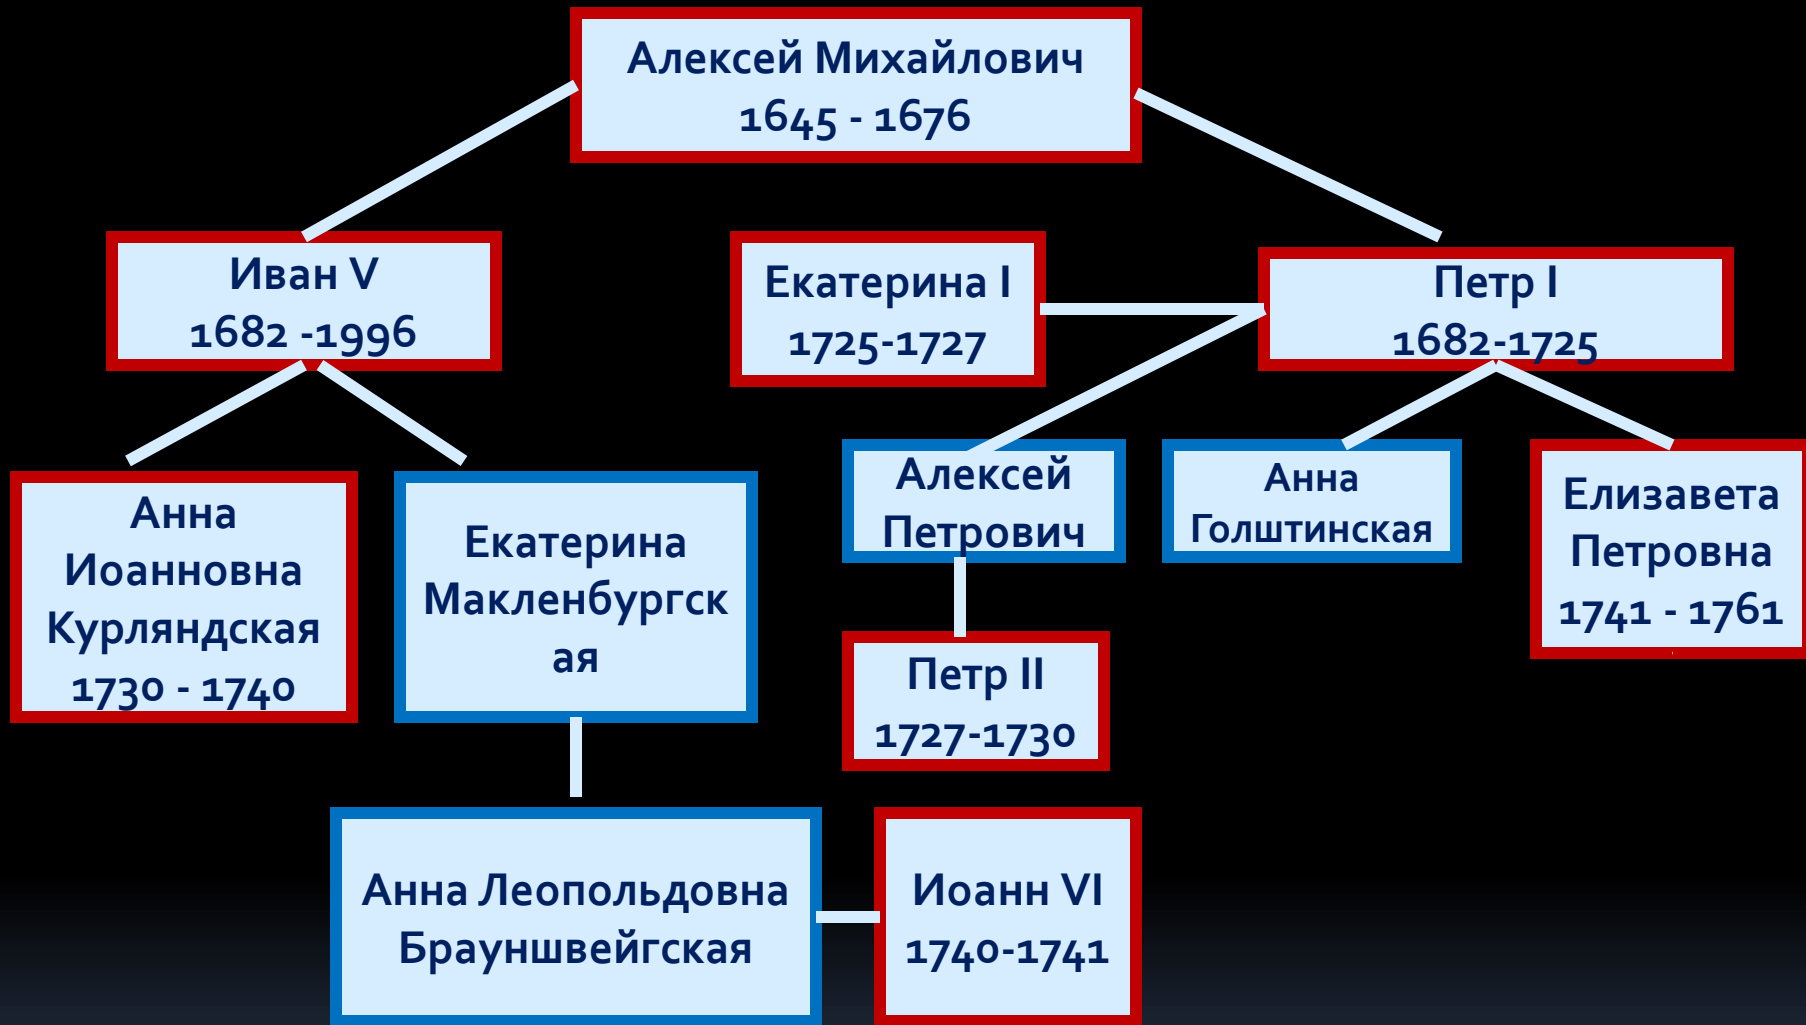 Алексей Михайлович
1645 - 1676
Иван V
1682 -1996
Екатерина I
1725-1727
Петр I
1682-1725
Анна
Иоанновна
Курляндская
1730 - 1740
Екатерина
Макленбургск
ая
Алексей
Петрович
Анна
Голштинская
Елизавета
Петровна
1741 - 1761
Петр II
1727-1730
Анна Леопольдовна
Брауншвейгская
Иоанн VI
1740-1741